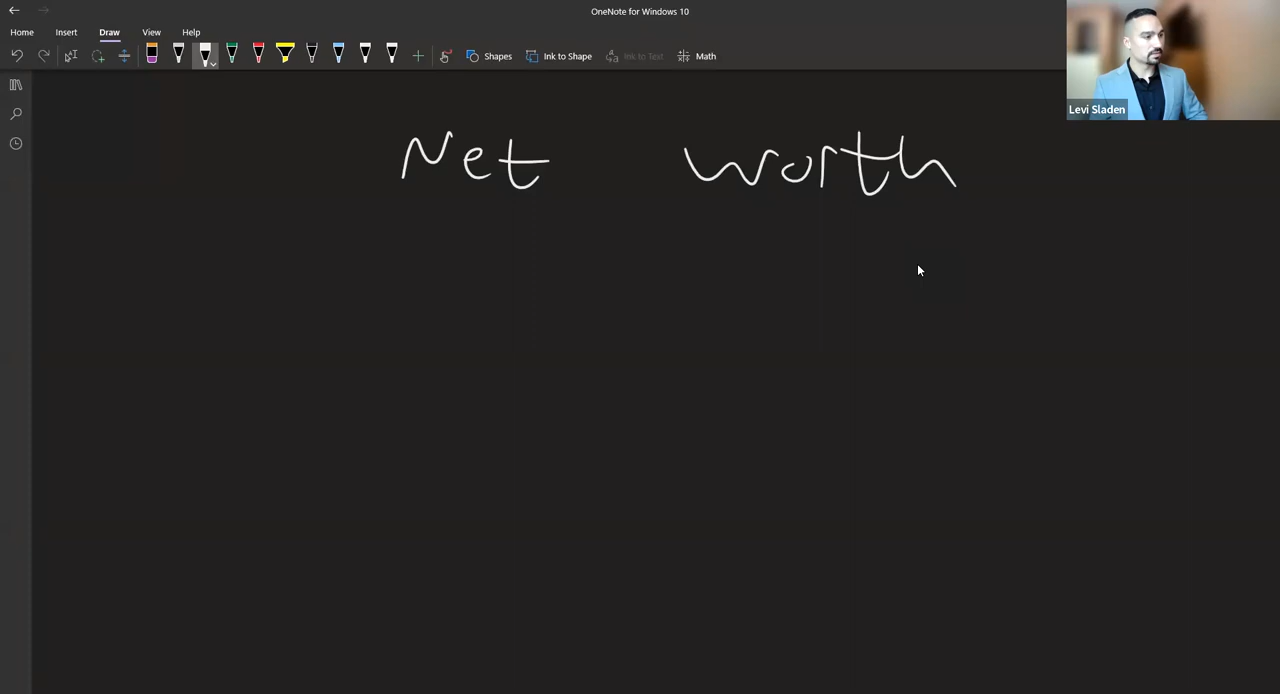 OneNote for Windows 10
Home Insert Draw View Help
Shapes Ink to Shape Ink to Text Math
Levi Sladen
Net worth